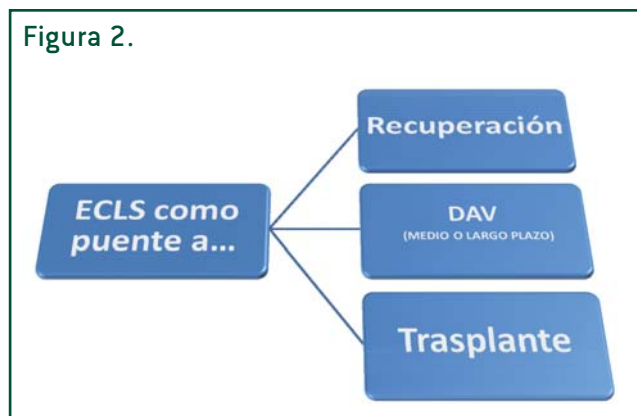 Figura 2.
ECLS como
puente a...
Recuperación
DAV
(MEDIO O LARGO PLAZO)
Trasplante